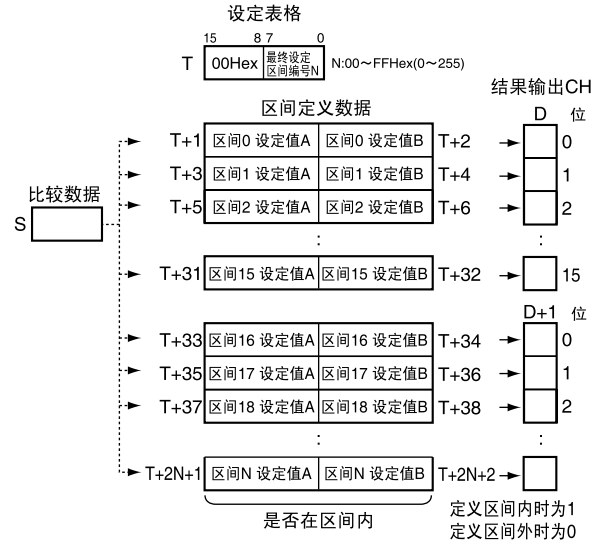 设定表格
15 8 7 0
T 00Hex 最终设定区间编号N N:00～FFHex(0～255)
结果输出CH
区间定义数据 D 位
T+1 区间0 设定值A 区间0 设定值B T+2 0
T+3 区间1 设定值A 区间1 设定值B T+4 1
比较数据
T+5 区间2 设定值A 区间2 设定值B T+6 2
S
: :
T+31 区间15 设定值A 区间15 设定值B T+32 15
D+1 位
T+33 区间16 设定值A 区间16 设定值B T+34 0
T+35 区间17 设定值A 区间17 设定值B T+36 1
T+37 区间18 设定值A 区间18 设定值B T+38 2
: :
T+2N+1 区间N 设定值A 区间N 设定值B T+2N+2
是否在区间内
定义区间内时为1
定义区间外时为0